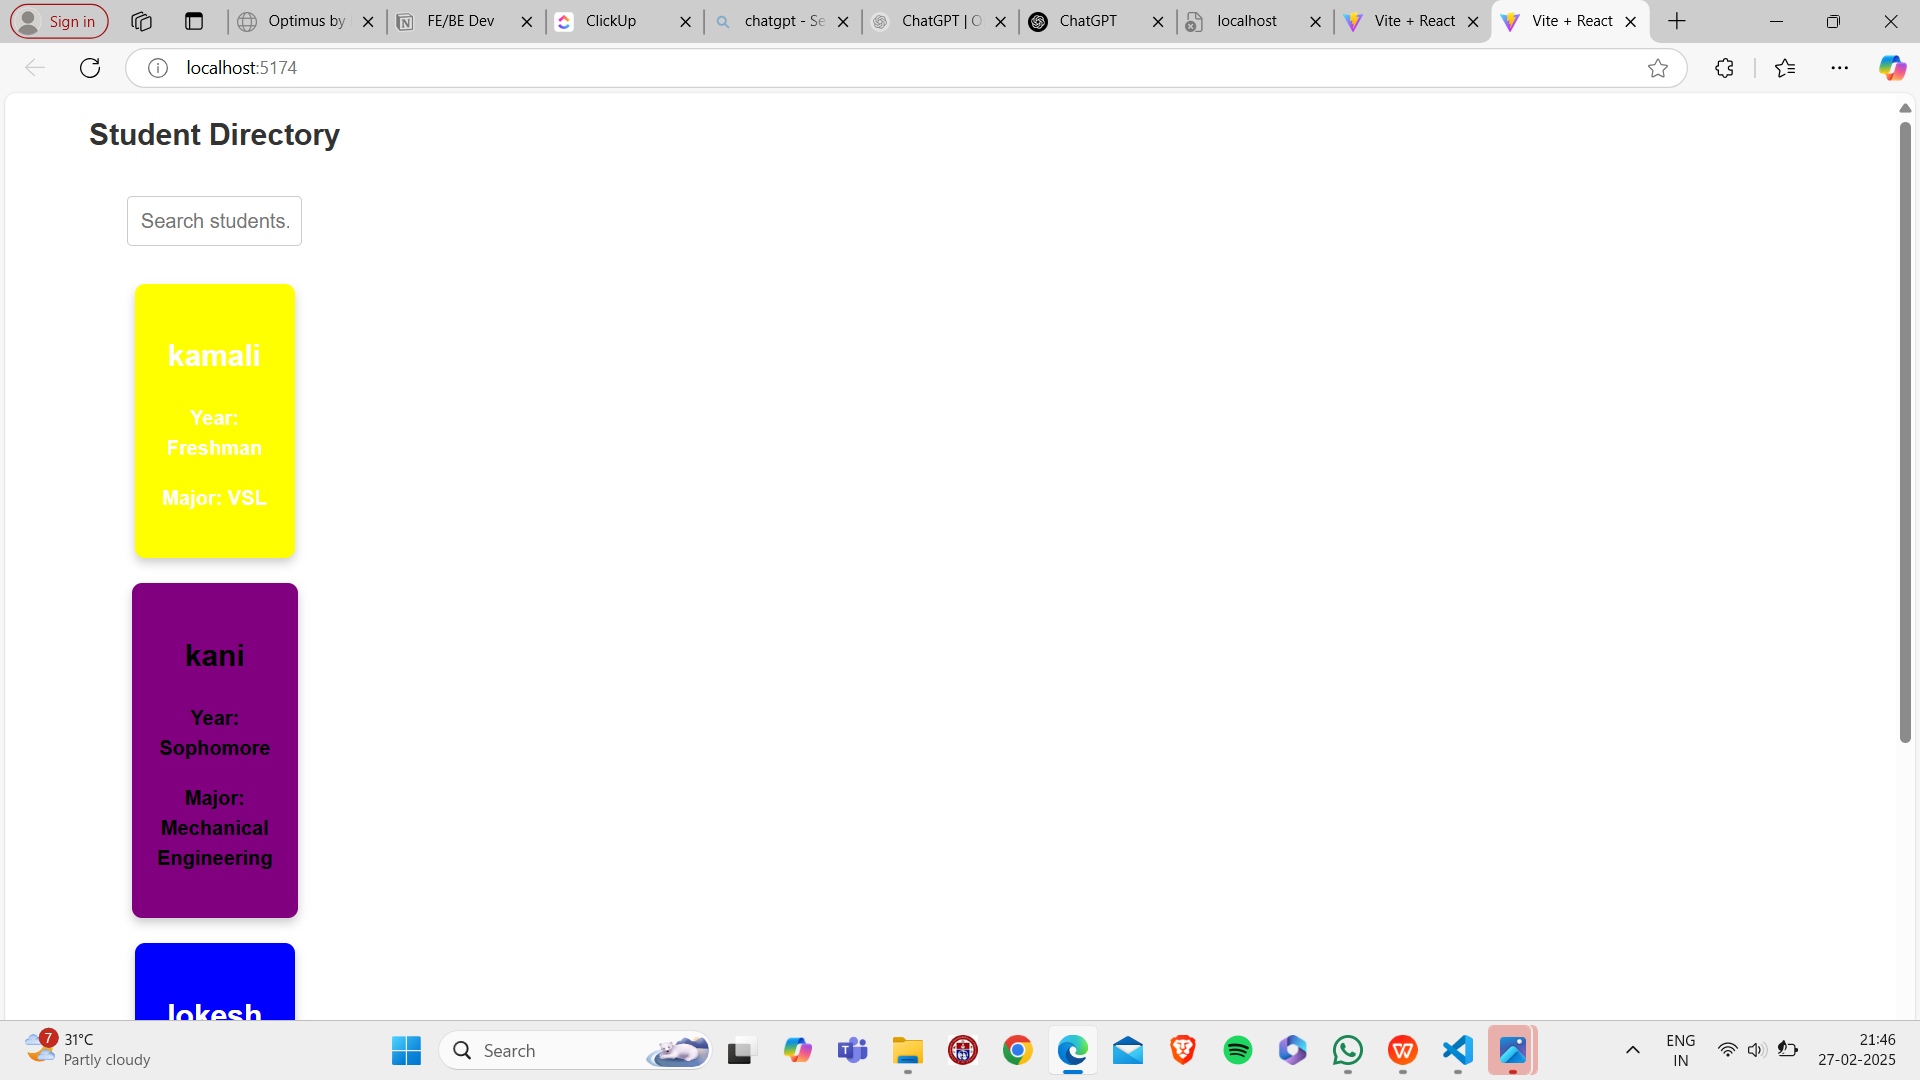 Sign in
Optimus by
FE/BE Dev
ClickUp
chatgpt - Se
ChatGPT | O
ChatGPT
localhost
Vite + React
Vite + React
localhost:5174
Student Directory
Search students.
kamali
Year:
Freshman
Major: VSL
kani
Year:
Sophomore
Major:
Mechanical
Engineering
lokesh
7
31°C
Partly cloudy
Search
ENG
IN
21:46
27-02-2025